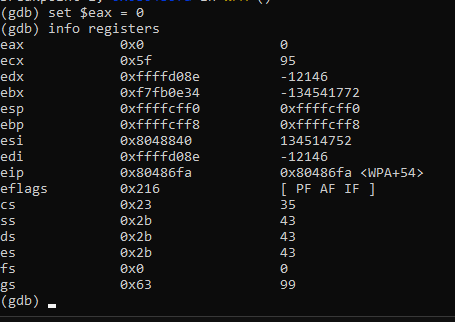 (gdb) set $eax = 0
(gdb) info registers
eax 0x0 0
ecx 0x5f 95
edx 0xffffd08e -12146
ebx 0xf7fb0e34 -134541772
esp 0xffffcff0 0xffffcff0
ebp 0xffffcff8 0xffffcff8
esi 0x8048840 134514752
edi 0xffffd08e -12146
eip 0x80486fa 0x80486fa <WPA+54>
eflags 0x216 [ PF AF IF ]
cs 0x23 35
ss 0x2b 43
ds 0x2b 43
es 0x2b 43
fs 0x0 0
gs 0x63 99
(gdb)